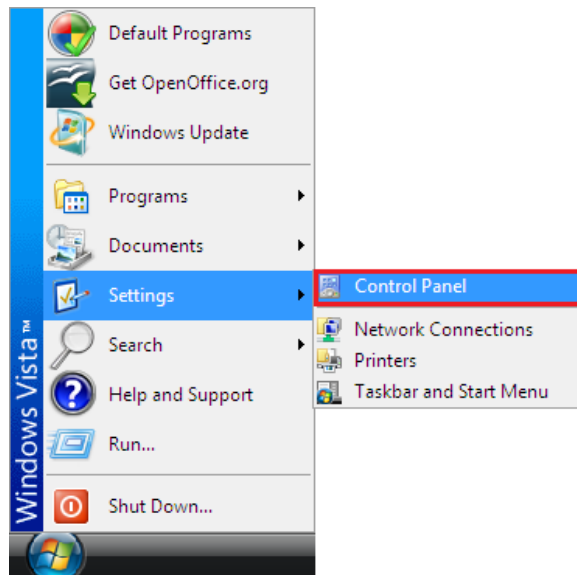 Default Programs
Get OpenOffice.org
Windows Update
Programs
Documents
Settings
Search
Help and Support
Run...
Shut Down...
Windows Vista™
Control Panel
Network Connections
Printers
Taskbar and Start Menu